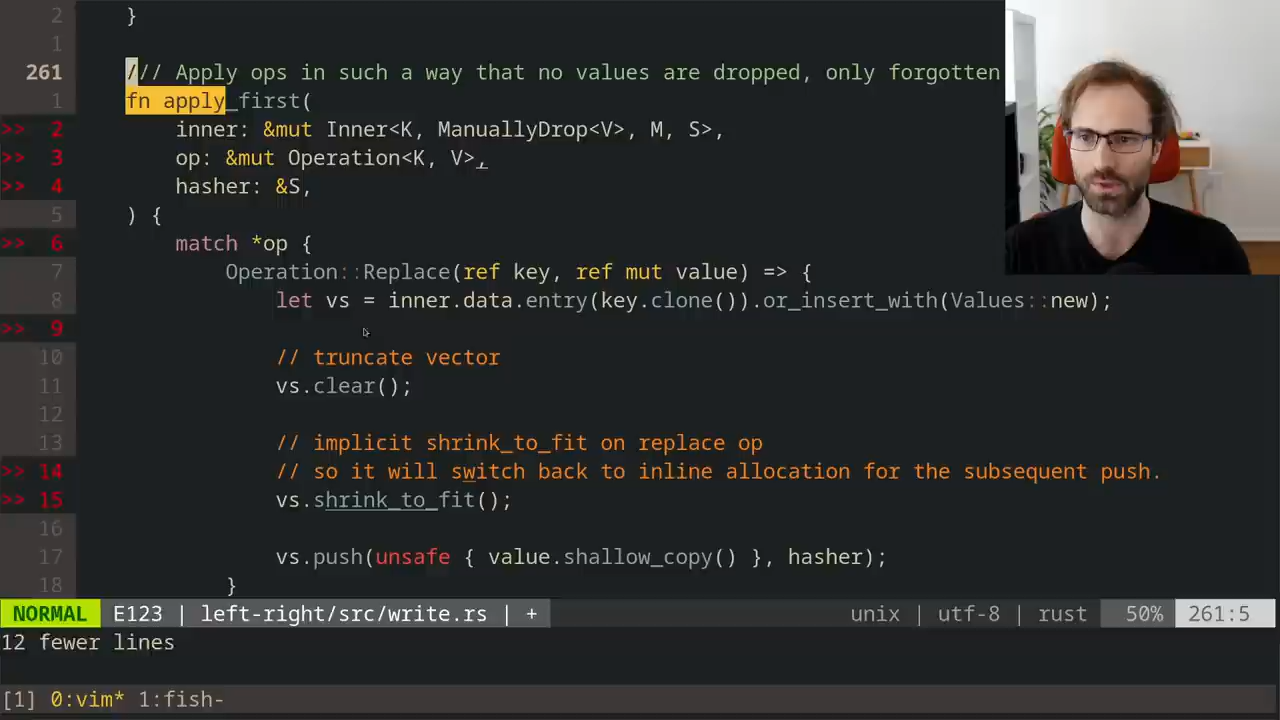 2 }
1
261 /// Apply ops in such a way that no values are dropped, only forgotten
1 fn apply_first(
>> 2 inner: &mut Inner<K, ManuallyDrop<V>, M, S>,
>> 3 op: &mut Operation<K, V>,
>> 4 hasher: &S,
5 ) {
>> 6 match *op {
7 Operation::Replace(ref key, ref mut value) => {
8 let vs = inner.data.entry(key.clone()).or_insert_with(Values::new);
>> 9
10 // truncate vector
11 vs.clear();
12
13 // implicit shrink_to_fit on replace op
>> 14 // so it will switch back to inline allocation for the subsequent push.
>> 15 vs.shrink_to_fit();
16
17 vs.push(unsafe { value.shallow_copy() }, hasher);
18 }
NORMAL E123 | left-right/src/write.rs | + unix | utf-8 | rust 50% 261:5
12 fewer lines
[1] 0:vim* 1:fish-